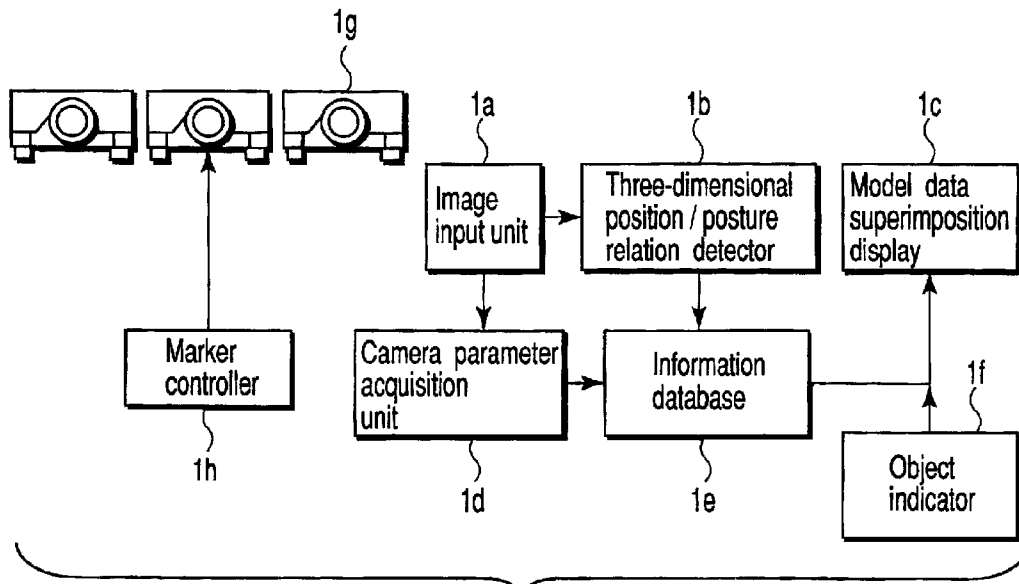 1g
1a
1b
1c
Image
input unit
Three-dimensional
position / posture
relation detector
Model data
superimposition
display
Marker
controller
Camera parameter
acquisition
unit
Information
database
1f
1h
1d
1e
Object
indicator